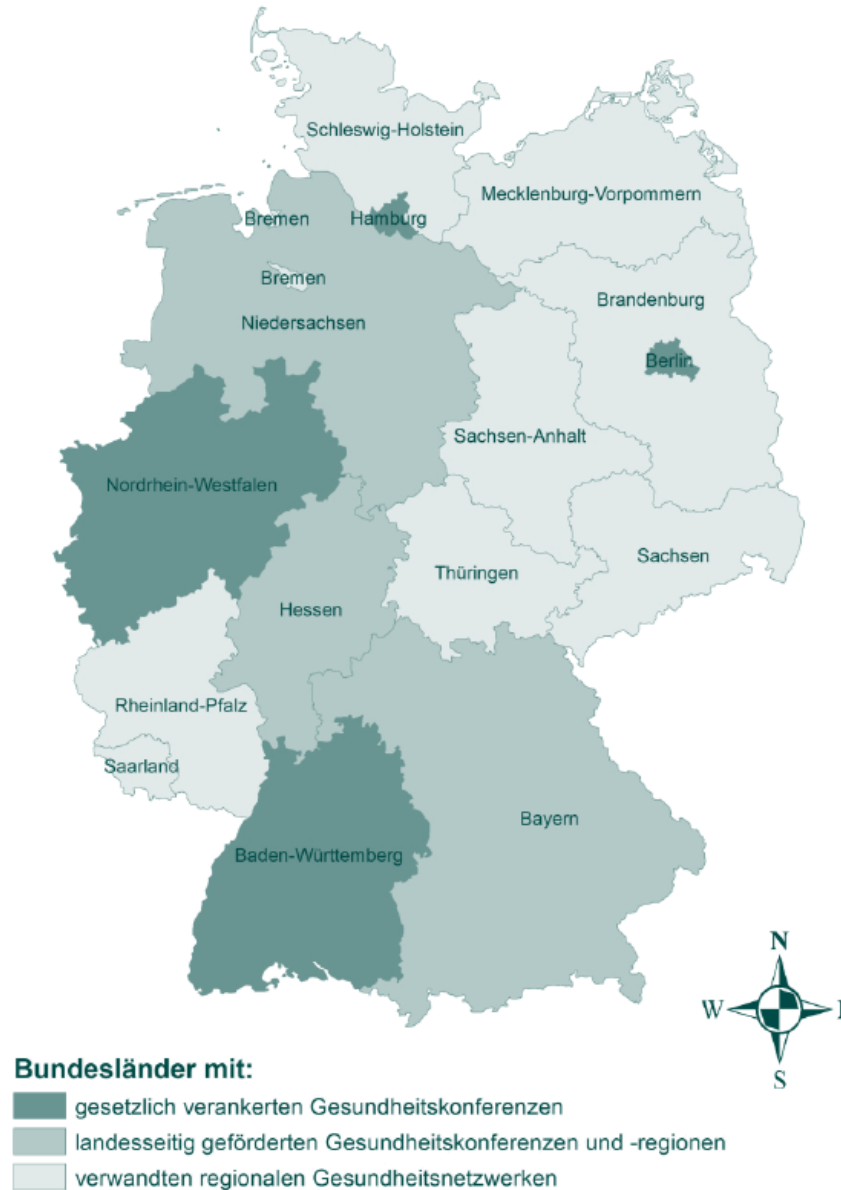 Schleswig-Holstein
Mecklenburg-Vorpommern
Bremen
Hamburg
Bremen
Brandenburg
Niedersachsen
Berlin
Sachsen-Anhalt
Nordrhein-Westfalen
Sachsen
Thüringen
Hessen
Rheinland-Pfalz
Saarland
Bayern
Baden-Württemberg
N
W
S
Bundesländer mit:
gesetzlich verankerten Gesundheitskonferenzen
landesseitig geförderten Gesundheitskonferenzen und -regionen
verwandten regionalen Gesundheitsnetzwerken